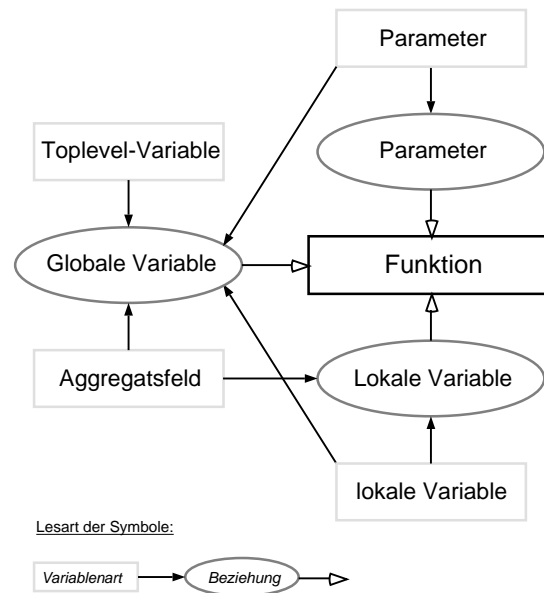 Parameter
Toplevel-Variable
Parameter
Globale Variable
Funktion
Aggregatsfeld
Lokale Variable
lokale Variable
Lesart der Symbole:
Variablenart
Beziehung